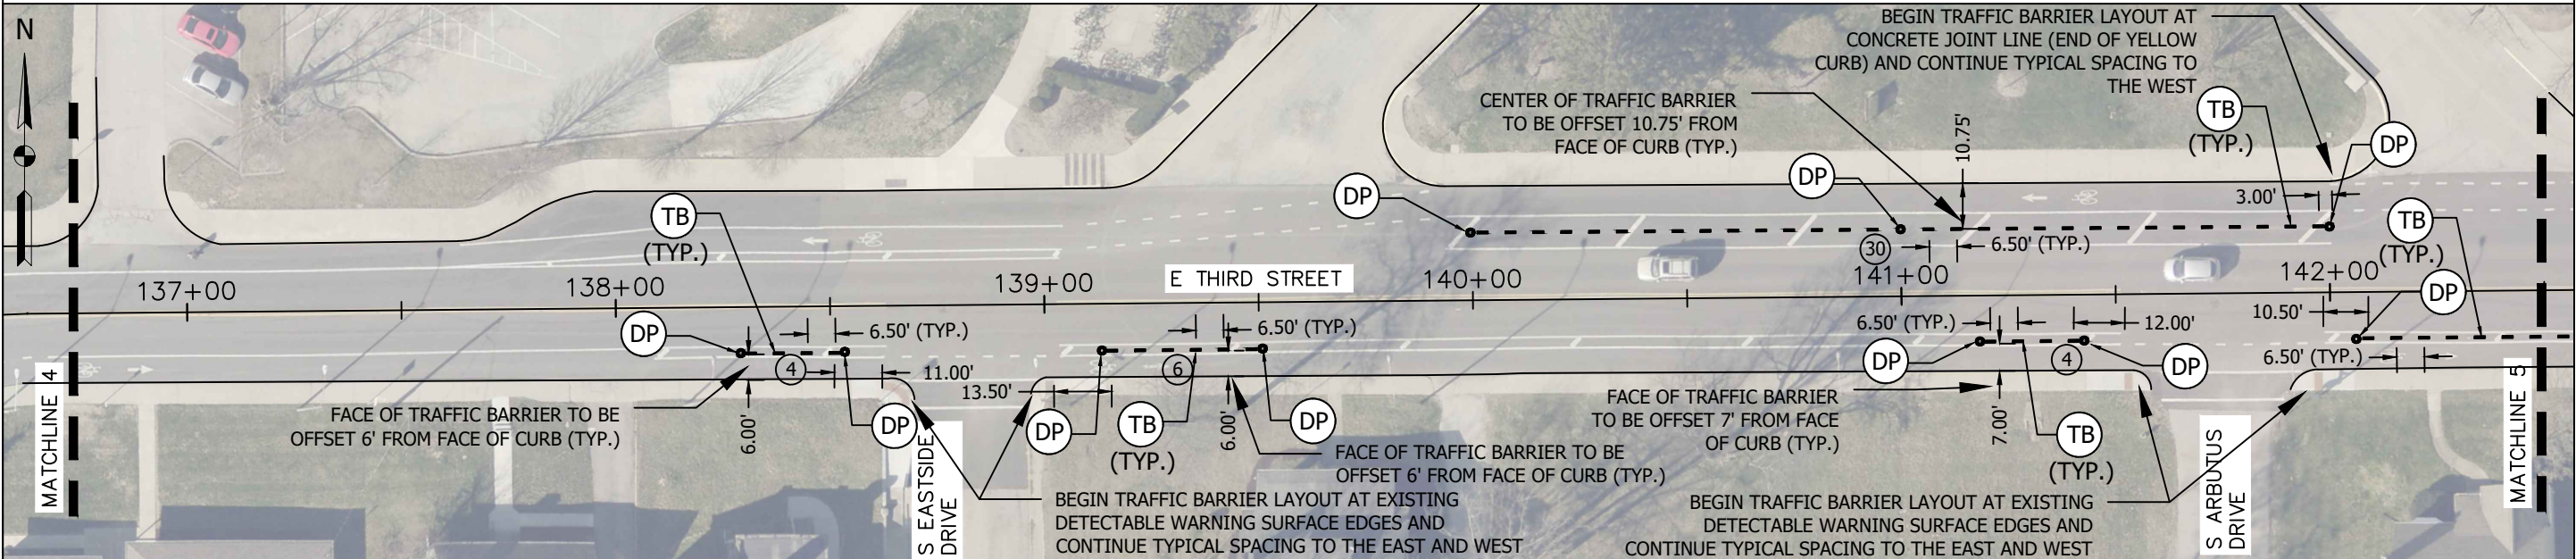 N
BEGIN TRAFFIC BARRIER LAYOUT AT
CONCRETE JOINT LINE (END OF YELLOW
CURB) AND CONTINUE TYPICAL SPACING TO
THE WEST
CENTER OF TRAFFIC BARRIER
TO BE OFFSET 10.75' FROM
FACE OF CURB (TYP.)
10.75'
TB
(TYP.)
DP
DP
DP
3.00'
TB
(TYP.)
TB
(TYP.)
30
6.50' (TYP.)
137+00
138+00
139+00
E THIRD STREET
140+00
141+00
142+00
DP
DP
6.50' (TYP.)
6.50' (TYP.)
6.50' (TYP.)
12.00'
10.50'
6.50' (TYP.)
4
11.00'
6
13.50'
DP
4
DP
MATCHLINE 4
FACE OF TRAFFIC BARRIER TO BE
OFFSET 6' FROM FACE OF CURB (TYP.)
6.00'
DP
DP
TB
(TYP.)
6.00'
DP
FACE OF TRAFFIC BARRIER TO BE
OFFSET 6' FROM FACE OF CURB (TYP.)
FACE OF TRAFFIC BARRIER
TO BE OFFSET 7' FROM FACE
OF CURB (TYP.)
7.00'
TB
(TYP.)
MATCHLINE 5
S EASTSIDE
DRIVE
BEGIN TRAFFIC BARRIER LAYOUT AT EXISTING
DETECTABLE WARNING SURFACE EDGES AND
CONTINUE TYPICAL SPACING TO THE EAST AND WEST
BEGIN TRAFFIC BARRIER LAYOUT AT EXISTING
DETECTABLE WARNING SURFACE EDGES AND
CONTINUE TYPICAL SPACING TO THE EAST AND WEST
S ARBUTUS
DRIVE